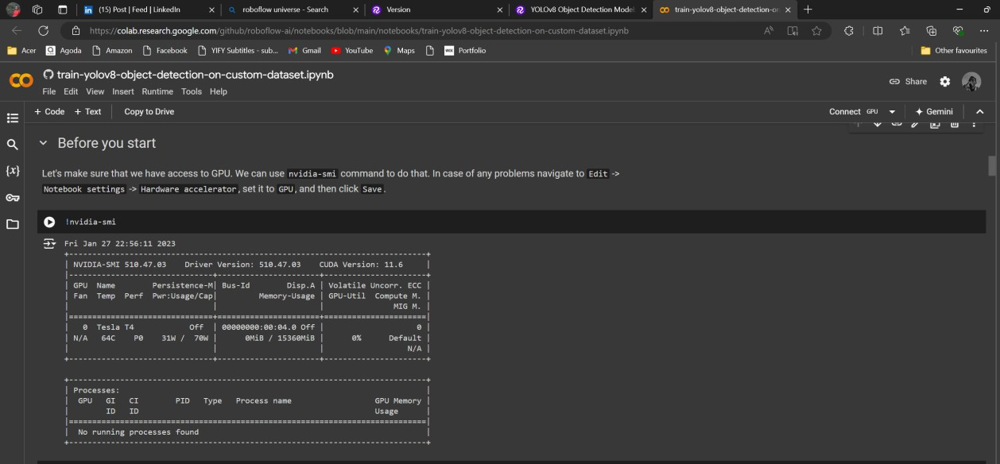 (15) Post | Feed | LinkedIn
roboflow universe - Search
Version
YOLOv8 Object Detection Model
train-yolov8-object-detection-on
https://colab.research.google.com/github/roboflow-ai/notebooks/blob/main/notebooks/train-yolov8-object-detection-on-custom-dataset.ipynb
Acer Agoda Amazon Facebook YIFY Subtitles - sub... Gmail YouTube Maps WIX Portfolio Other favourites
CO train-yolov8-object-detection-on-custom-dataset.ipynb
File Edit View Insert Runtime Tools Help
Share
+ Code + Text Copy to Drive Connect GPU Gemini
Before you start
Let's make sure that we have access to GPU. We can use nvidia-smi command to do that. In case of any problems navigate to Edit ->
Notebook settings -> Hardware accelerator, set it to GPU, and then click Save.
!nvidia-smi
Fri Jan 27 22:56:11 2023
| NVIDIA-SMI 510.47.03 Driver Version: 510.47.03 CUDA Version: 11.6 |
| GPU Name Persistence-M| Bus-Id Disp.A | Volatile Uncorr. ECC |
| Fan Temp Perf Pwr:Usage/Cap| Memory-Usage | GPU-Util Compute M. |
| | | MIG M. |
| 0 Tesla T4 Off | 00000000:00:04.0 Off | 0 |
| N/A 64C P0 31W / 70W | 0MiB / 15360MiB | 0% Default |
| | | N/A |
| Processes: |
| GPU GI CI PID Type Process name GPU Memory |
| ID ID Usage |
| No running processes found |